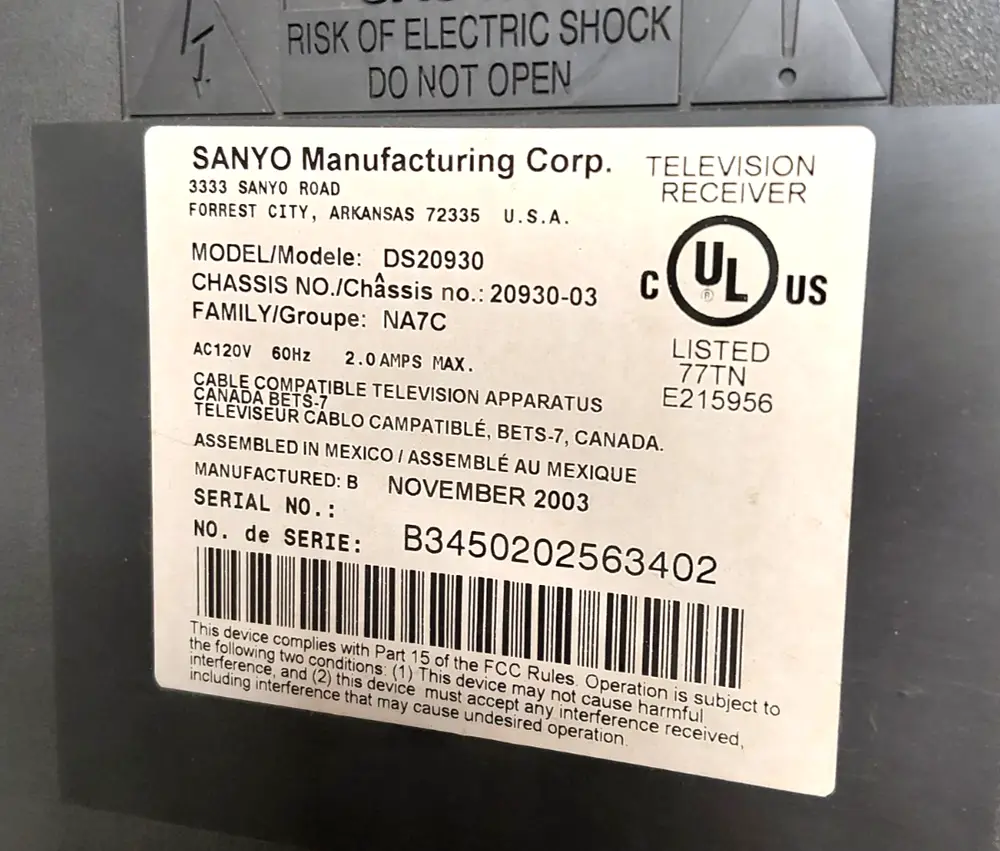 RISK OF ELECTRIC SHOCK
DO NOT OPEN
SANYO Manufacturing Corp.
3333 SANYO ROAD
FORREST CITY, ARKANSAS 72335 U.S.A.
TELEVISION
RECEIVER
MODEL/Modele: DS20930
CHASSIS NO./Châssis no.: 20930-03
FAMILY/Groupe: NA7C
C UL ® US
LISTED
77TN
E215956
AC120V 60Hz 2.0 AMPS MAX.
CABLE COMPATIBLE TELEVISION APPARATUS
CANADA BETS-7
TELEVISEUR CABLO CAMPATIBLÉ, BETS-7, CANADA.
ASSEMBLED IN MEXICO / ASSEMBLÉ AU MEXIQUE
MANUFACTURED: B NOVEMBER 2003
SERIAL NO.:
NO. de SERIE: B3450202563402
This device complies with Part 15 of the FCC Rules. Operation is subject to
the following two conditions: (1) This device may not cause harmful
interference, and (2) this device must accept any interference received,
including interference that may cause undesired operation.